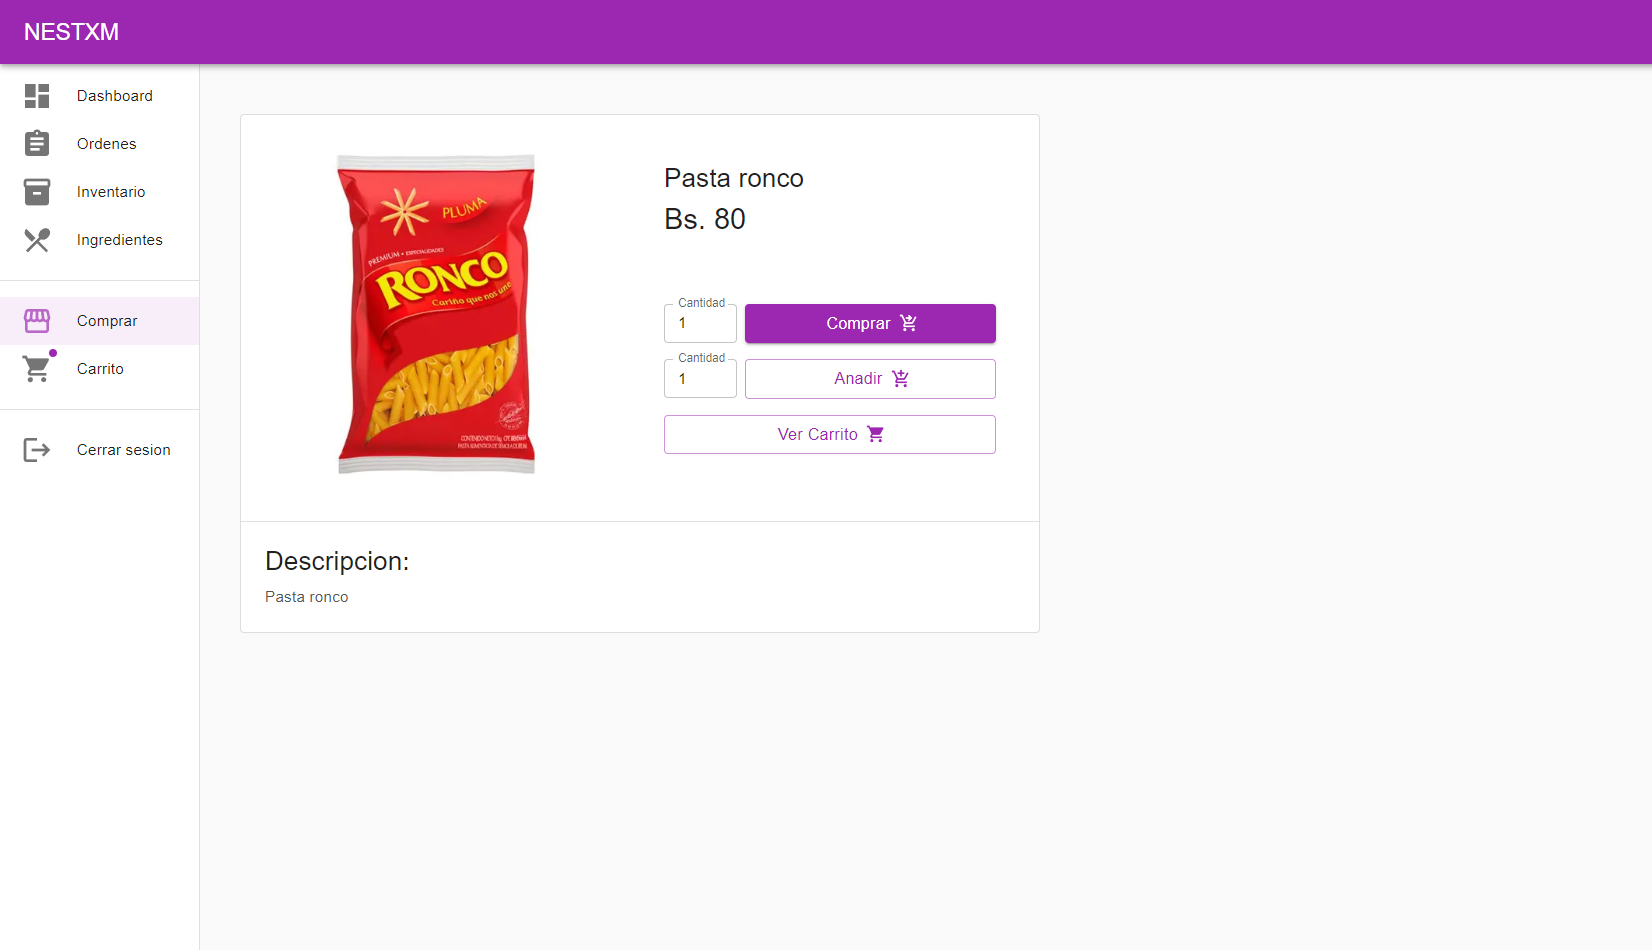 NESTXM
Dashboard
Ordenes
Inventario
Ingredientes
Comprar
Carrito
Cerrar sesion
PLUMA
PREMIUM • ESPECIALIDADES
RONCO
Cariño que nos une
Pasta ronco
Bs. 80
Cantidad
1
Comprar
Cantidad
1
Anadir
Ver Carrito
Descripcion:
Pasta ronco